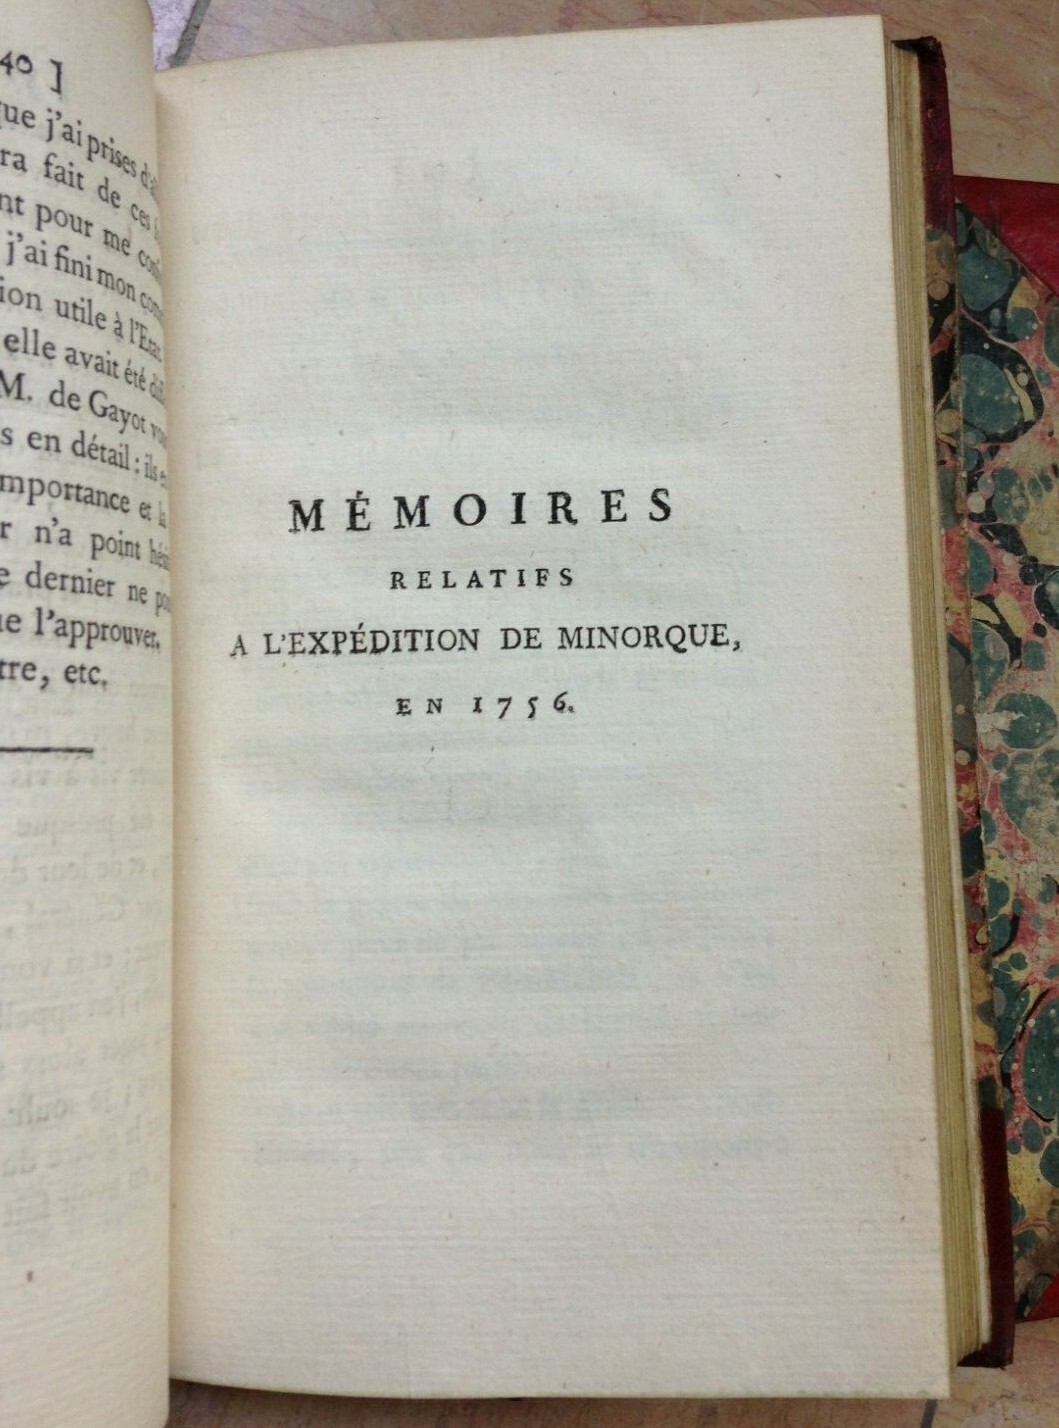 40 ]
que j'ai prises
ra fait de ces
nt pour me
j'ai fini mon
ion utile à l'Etat
elle avait été
M. de Gayot
s en détail : ils
mportance et la
r n'a point
e dernier ne
ue l'approuver.
tre, etc.
MÉMOIRES
RELATIFS
A L'EXPÉDITION DE MINORQUE,
EN 1756.